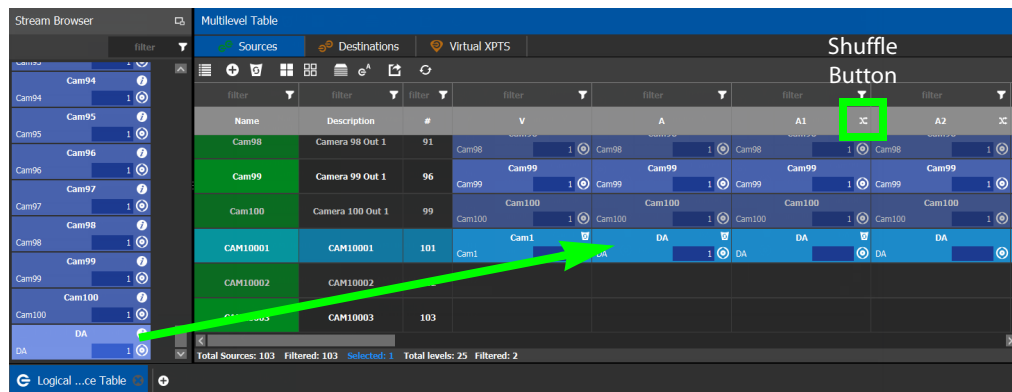 Stream Browser
Multilevel Table
filter
Sources
Destinations
Virtual XPTS
Shuffle
Button
Cam94
Cam94 1
Cam95
Cam95 1
Cam96
Cam96 1
Cam97
Cam97 1
Cam98
Cam98 1
Cam99
Cam99 1
Cam100
Cam100 1
DA
DA 1
filter filter filter filter filter filter filter
Name Description # V A A1 A2
Cam98 Camera 98 Out 1 91
Cam98 1 Cam98 1 Cam98 1 Cam98 1
Cam99 Camera 99 Out 1 96 Cam99 Cam99 Cam99 Cam99
Cam99 1 Cam99 1 Cam99 1 Cam99 1
Cam100 Camera 100 Out 1 99 Cam100 Cam100 Cam100 Cam100
Cam100 1 Cam100 1 Cam100 1 Cam100 1
CAM10001 CAM10001 101 Cam1 DA DA DA
Cam1 DA 1 DA DA
CAM10002 CAM10002
CAM10003 103
Total Sources: 103 Filtered: 103 Selected: 1 Total levels: 25 Filtered: 2
Logical ...ce Table